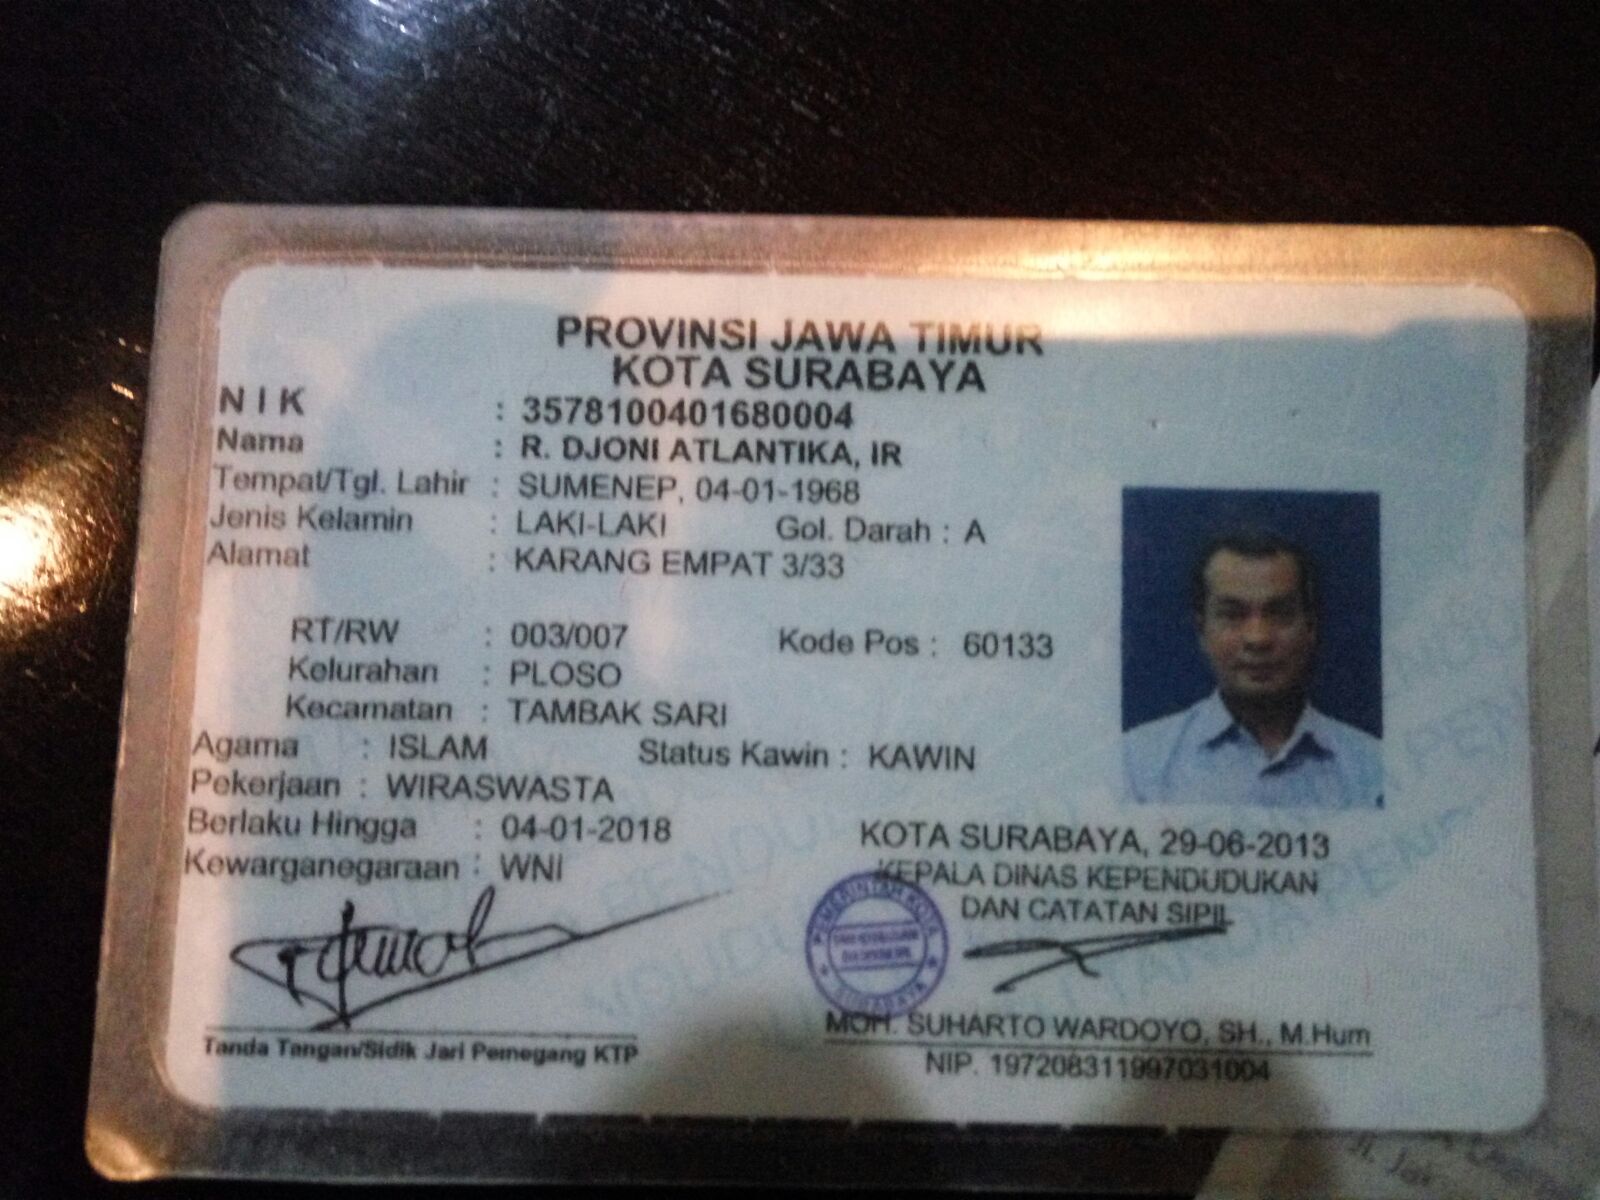 PROVINSI JAWA TIMUR
KOTA SURABAYA
NIK : 3578100401680004
Nama : R. DJONI ATLANTIKA, IR
Tempat/Tgl. Lahir : SUMENEP, 04-01-1968
Jenis Kelamin : LAKI-LAKI Gol. Darah : A
Alamat : KARANG EMPAT 3/33
RT/RW : 003/007 Kode Pos : 60133
Kelurahan : PLOSO
Kecamatan : TAMBAK SARI
Agama : ISLAM Status Kawin : KAWIN
Pekerjaan : WIRASWASTA
Berlaku Hingga : 04-01-2018
Kewarganegaraan : WNI
KOTA SURABAYA, 29-06-2013
KEPALA DINAS KEPENDUDUKAN
DAN CATATAN SIPIL
PEMERINTAH KOTA
SURABAYA
MOH. SUHARTO WARDOYO, SH., M.Hum
NIP. 197208311997031004
Tanda Tangan/Sidik Jari Pemegang KTP